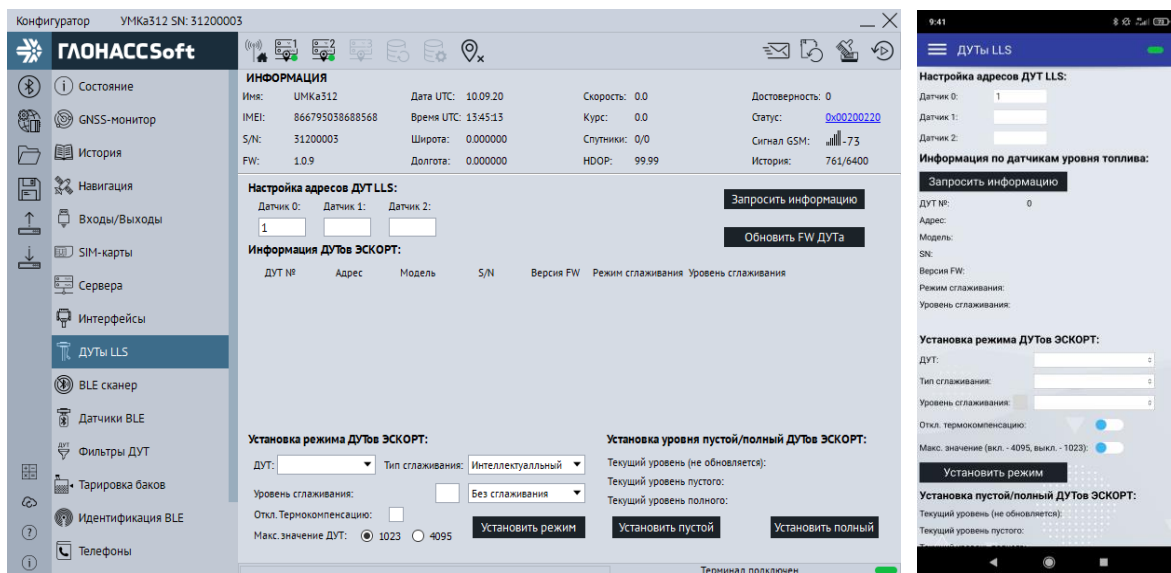 Конфигуратор УМКа312 SN: 31200003
ГЛОНАССSoft
Состояние
GNSS-монитор
История
Навигация
Входы/Выходы
SIM-карты
Сервера
Интерфейсы
ДУТы LLS
BLE сканер
Датчики BLE
Фильтры ДУТ
Тарировка баков
Идентификация BLE
Телефоны
1 2
ИНФОРМАЦИЯ
Имя: УМКа312 Дата UTC: 10.09.20 Скорость: 0.0 Достоверность: 0
IMEI: 866795038688568 Время UTC: 13:45:13 Курс: 0.0 Статус: 0x00200220
S/N: 31200003 Широта: 0.000000 Спутники: 0/0 Сигнал GSM: -73
FW: 1.0.9 Долгота: 0.000000 HDOP: 99.99 История: 761/6400
Настройка адресов ДУТ LLS:
Датчик 0: Датчик 1: Датчик 2:
1
Запросить информацию
Обновить FW ДУТа
Информация ДУТов ЭСКОРТ:
ДУТ № Адрес Модель S/N Версия FW Режим сглаживания Уровень сглаживания
Установка режима ДУТов ЭСКОРТ:
ДУТ: Тип сглаживания: Интеллектуалльный
Уровень сглаживания: Без сглаживания
Откл.Термокомпенсацию:
Макс.значение ДУТ: 1023 4095
Установить режим
Установка уровня пустой/полный ДУТов ЭСКОРТ:
Текущий уровень (не обновляется):
Текущий уровень пустого:
Текущий уровень полного:
Установить пустой Установить полный
Терминал подключен
9:41
ДУТы LLS
Настройка адресов ДУТ LLS:
Датчик 0: 1
Датчик 1:
Датчик 2:
Информация по датчикам уровня топлива:
Запросить информацию
ДУТ №: 0
Адрес:
Модель:
SN:
Версия FW:
Режим сглаживания:
Уровень сглаживания:
Установка режима ДУТов ЭСКОРТ:
ДУТ:
Тип сглаживания:
Уровень сглаживания:
Откл. термокомпенсацию:
Макс. значение (вкл. - 4095, выкл. - 1023):
Установить режим
Установка пустой/полный ДУТов ЭСКОРТ:
Текущий уровень (не обновляется):
Текущий уровень пустого: